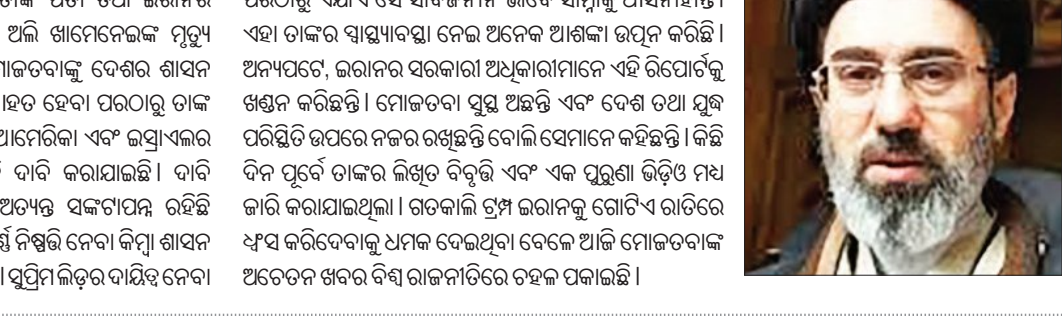 ଅଲି ଖାମେନେଇଙ୍କ ମୃତ୍ୟୁ
ଦେଶର ଶାସନ
ହେବା ପରଠାରୁ ତାଙ୍କ
ଆମେରିକା ଏବଂ ଇସ୍ରାଏଲର
ଦାବି କରାଯାଇଛି। ଦାବି
ଅତ୍ୟନ୍ତ ସଙ୍କଟାପନ୍ନ ରହିଛି
ନିଷ୍ପତ୍ତି ନେବା କିମ୍ବା ଶାସନ
। ସୁପ୍ରିମ ଲିଡ଼ର ଦାୟିତ୍ୱ ନେବା
ଏହା ତାଙ୍କର ସ୍ୱାସ୍ଥ୍ୟାବସ୍ଥା ନେଇ ଅନେକ ଆଶଙ୍କା ଉତ୍ପନ କରିଛି।
ଅନ୍ୟପଟେ, ଇରାନର ସରକାରୀ ଅଧିକାରୀମାନେ ଏହି ରିପୋର୍ଟକୁ
ଖଣ୍ଡନ କରିଛନ୍ତି। ମୋଜତବା ସୁସ୍ଥ ଅଛନ୍ତି ଏବଂ ଦେଶ ତଥା ଯୁଦ୍ଧ
ପରିସ୍ଥିତି ଉପରେ ନଜର ରଖିଛନ୍ତି ବୋଲି ସେମାନେ କହିଛନ୍ତି। କିଛି
ଦିନ ପୂର୍ବେ ତାଙ୍କର ଲିଖିତ ବିବୃତ୍ତି ଏବଂ ଏକ ପୁରୁଣା ଭିଡ଼ିଓ ମଧ୍ୟ
ଜାରି କରାଯାଇଥିଲା। ଗତକାଲି ଟ୍ରମ୍ପ ଇରାନକୁ ଗୋଟିଏ ରାତିରେ
ଧ୍ୱଂସ କରିଦେବାକୁ ଧମକ ଦେଇଥିବା ବେଳେ ଆଜି ମୋଜତବାଙ୍କ
ଅଚେତନ ଖବର ବିଶ୍ୱ ରାଜନୀତିରେ ଚହଳ ପକାଇଛି।